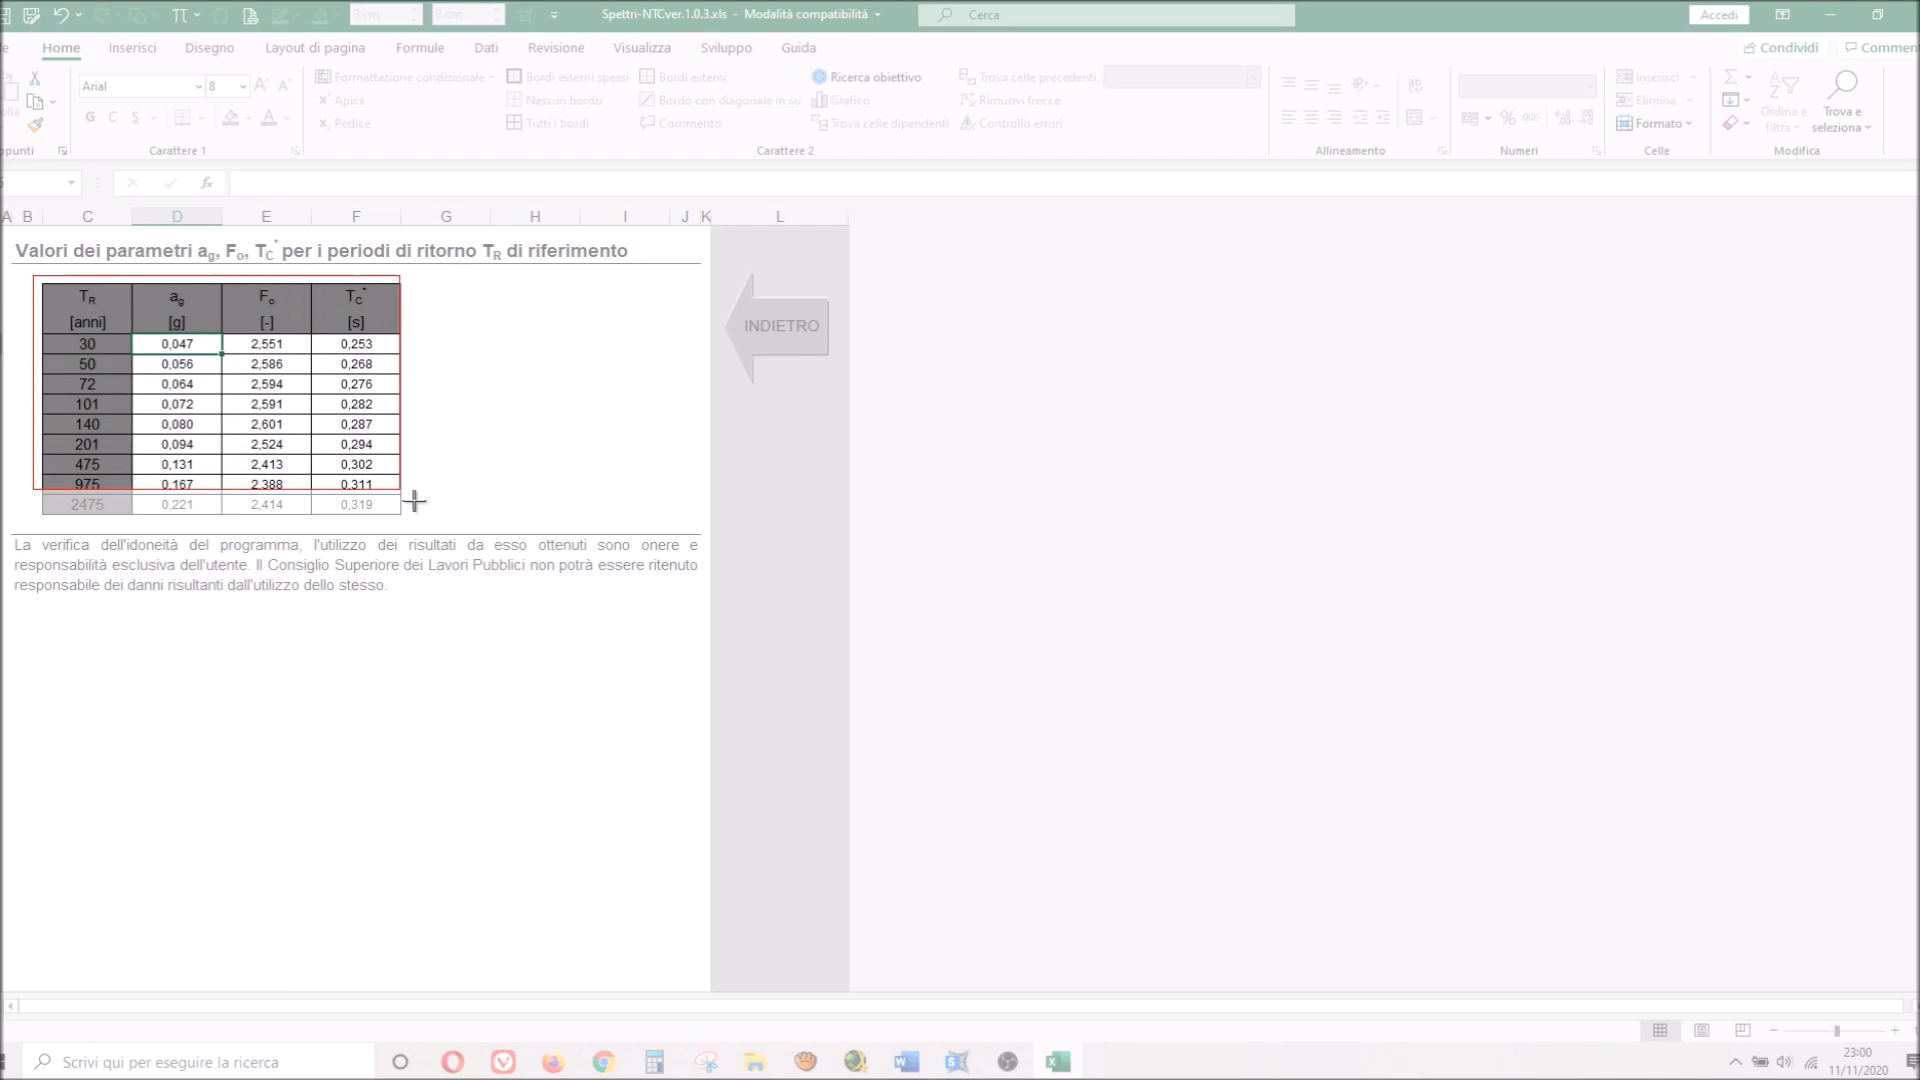 Spettri-NTCver.1.0.3.xls - Modalità compatibilità
Cerca
Accedi
Home Inserisci Disegno Layout di pagina Formule Dati Revisione Visualizza Sviluppo Guida
Condividi Commen
Arial 8
Formattazione condizionale
Apice
Pedice
Bordi esterni spessi
Nessun bordo
Tutti i bordi
Bordi esterni
Bordo con diagonale in su
Commento
Ricerca obiettivo
Grafico
Trova celle dipendenti
Trova celle precedenti
Rimuovi frecce
Controllo errori
Inserisci
Elimina
Formato
Ordina e filtra
Trova e seleziona
punti Carattere 1 Carattere 2 Allineamento Numeri Celle Modifica
A B C D E F G H I J K L
Valori dei parametri ag, Fo, TC* per i periodi di ritorno TR di riferimento
TR ag Fo TC*
[anni] [g] [-] [s]
30 0,047 2,551 0,253
50 0,056 2,586 0,268
72 0,064 2,594 0,276
101 0,072 2,591 0,282
140 0,080 2,601 0,287
201 0,094 2,524 0,294
475 0,131 2,413 0,302
975 0,167 2,388 0,311
2475 0,221 2,414 0,319
INDIETRO
La verifica dell'idoneità del programma, l'utilizzo dei risultati da esso ottenuti sono onere e
responsabilità esclusiva dell'utente. Il Consiglio Superiore dei Lavori Pubblici non potrà essere ritenuto
responsabile dei danni risultanti dall'utilizzo dello stesso.
Scrivi qui per eseguire la ricerca
23:00
11/11/2020